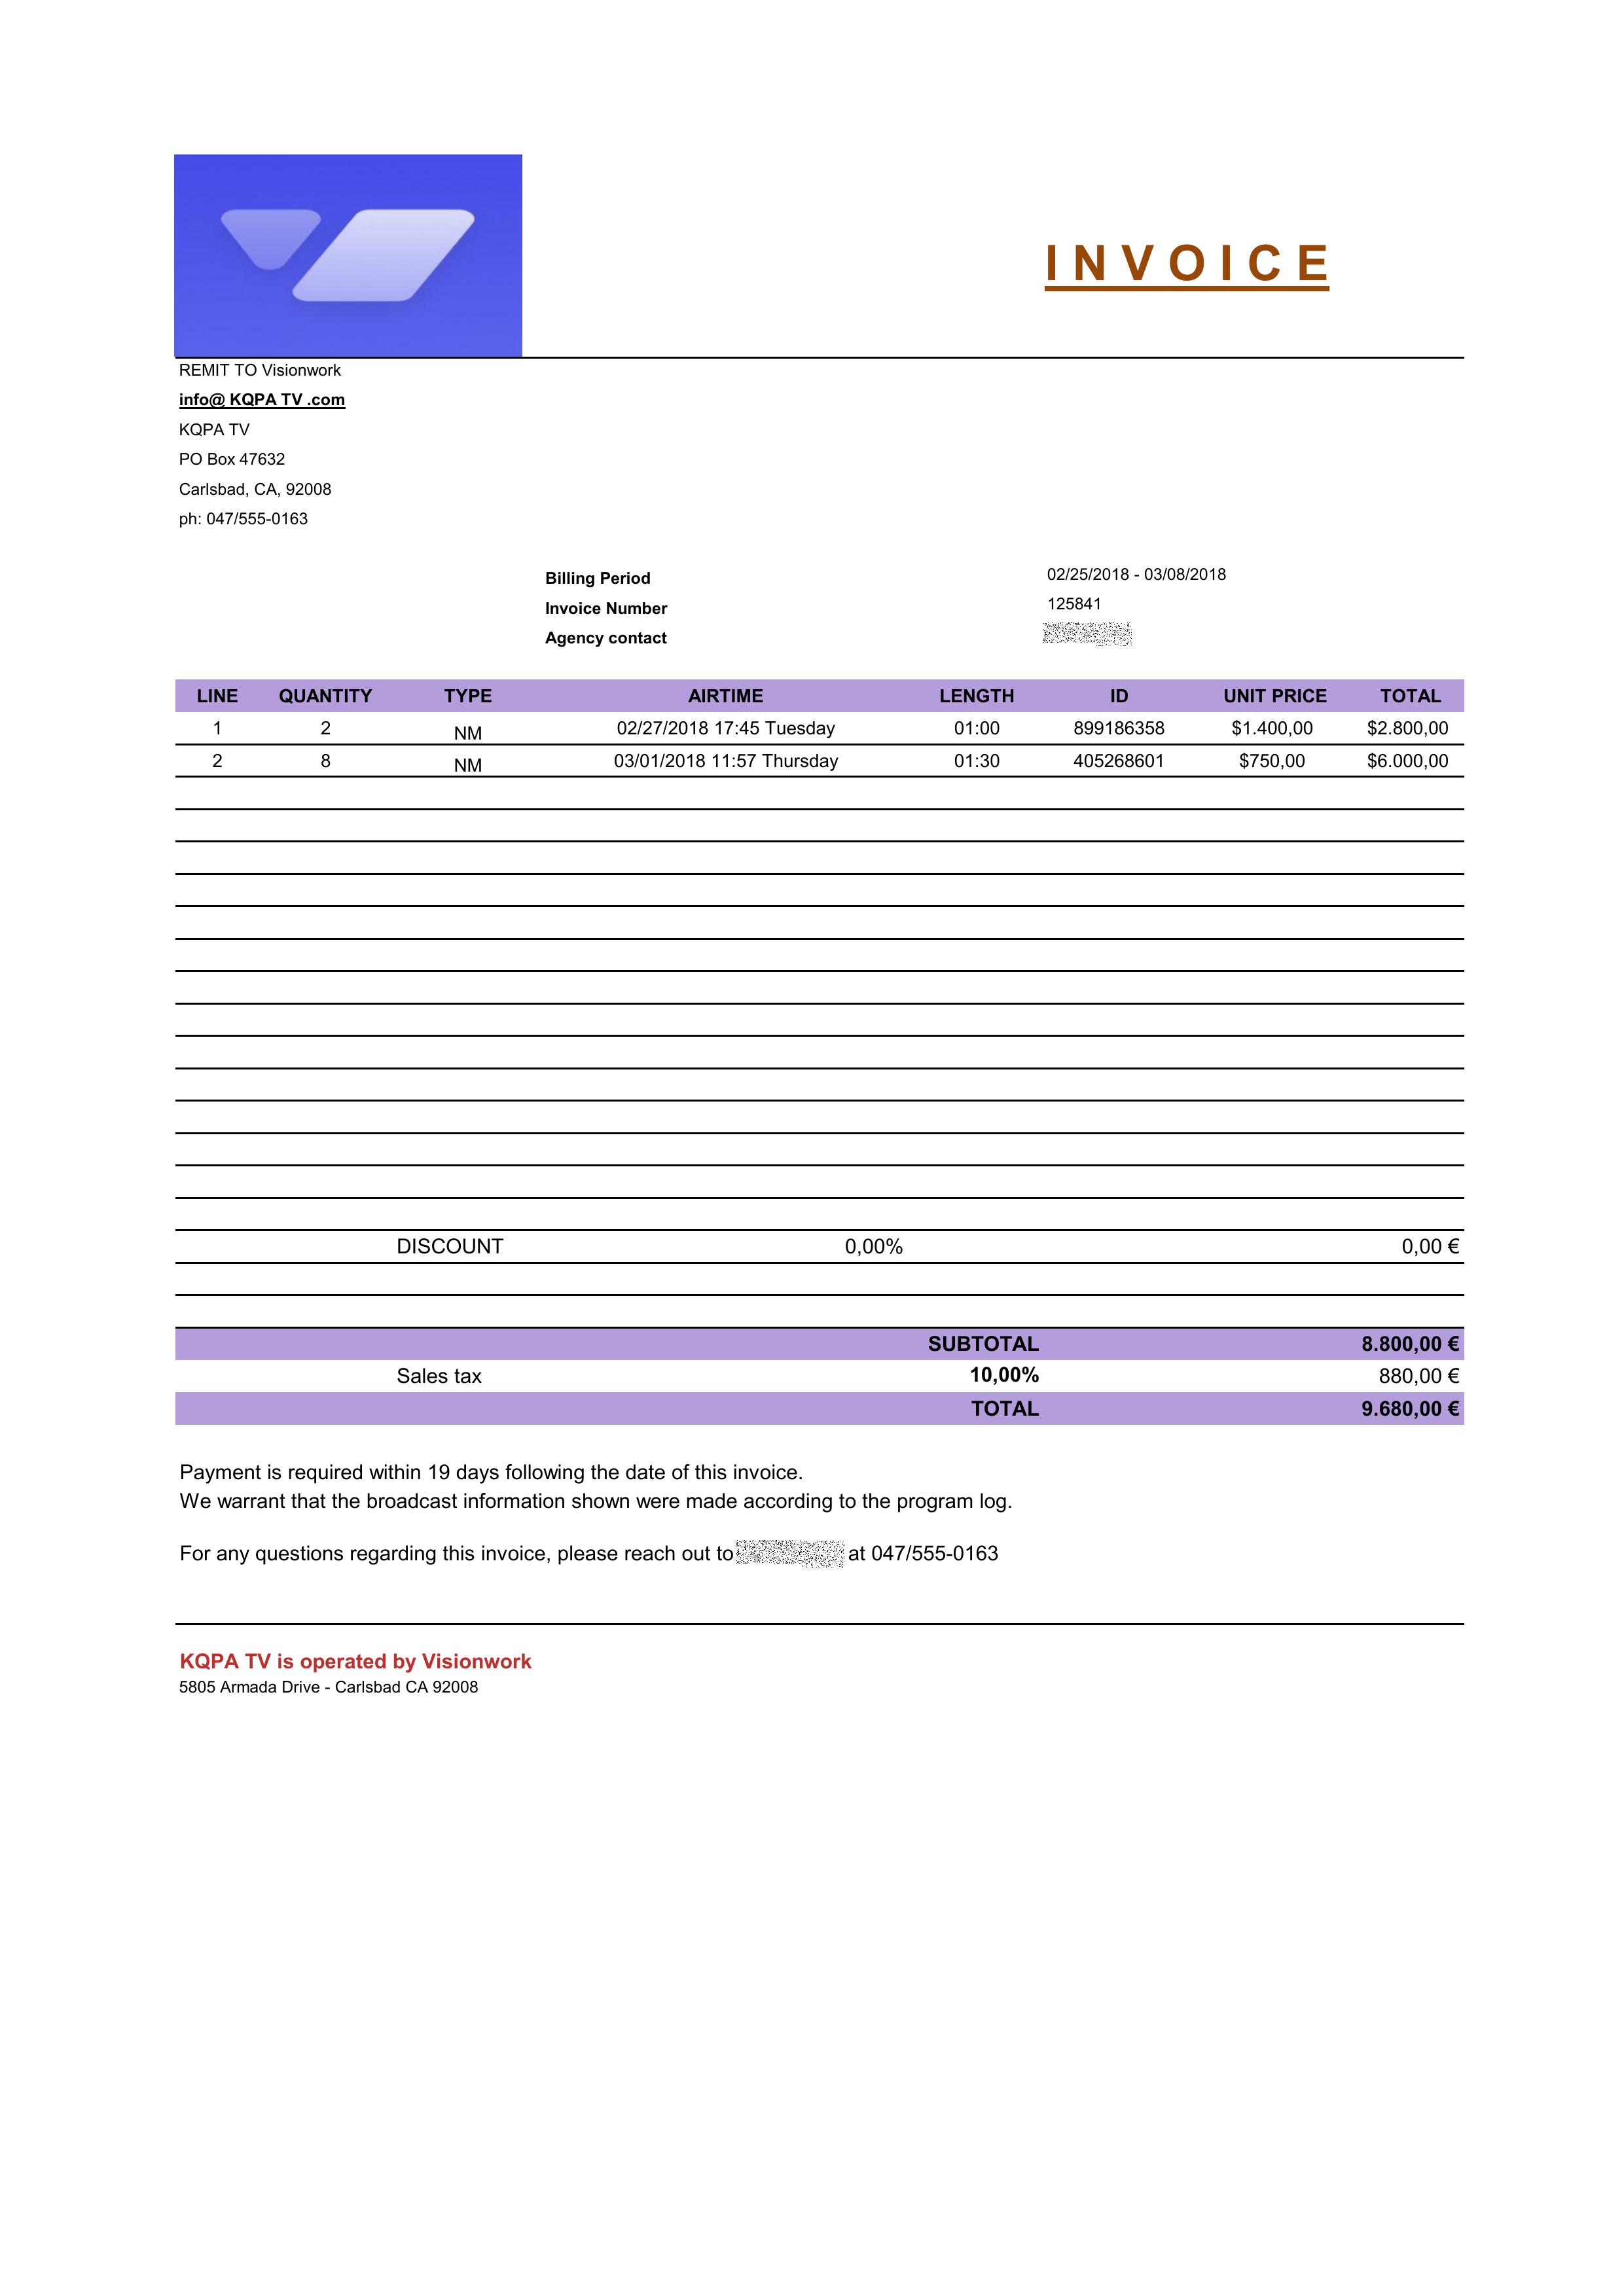 INVOICE
REMIT TO Visionwork
info@ KQPA TV .com
KQPA TV
PO Box 47632
Carlsbad, CA, 92008
ph: 047/555-0163
Billing Period 02/25/2018 - 03/08/2018
Invoice Number 125841
Agency contact
LINE QUANTITY TYPE AIRTIME LENGTH ID UNIT PRICE TOTAL
1 2 NM 02/27/2018 17:45 Tuesday 01:00 899186358 $1.400,00 $2.800,00
2 8 NM 03/01/2018 11:57 Thursday 01:30 405268601 $750,00 $6.000,00
DISCOUNT 0,00% 0,00 €
SUBTOTAL 8.800,00 €
Sales tax 10,00% 880,00 €
TOTAL 9.680,00 €
Payment is required within 19 days following the date of this invoice.
We warrant that the broadcast information shown were made according to the program log.
For any questions regarding this invoice, please reach out to at 047/555-0163
KQPA TV is operated by Visionwork
5805 Armada Drive - Carlsbad CA 92008